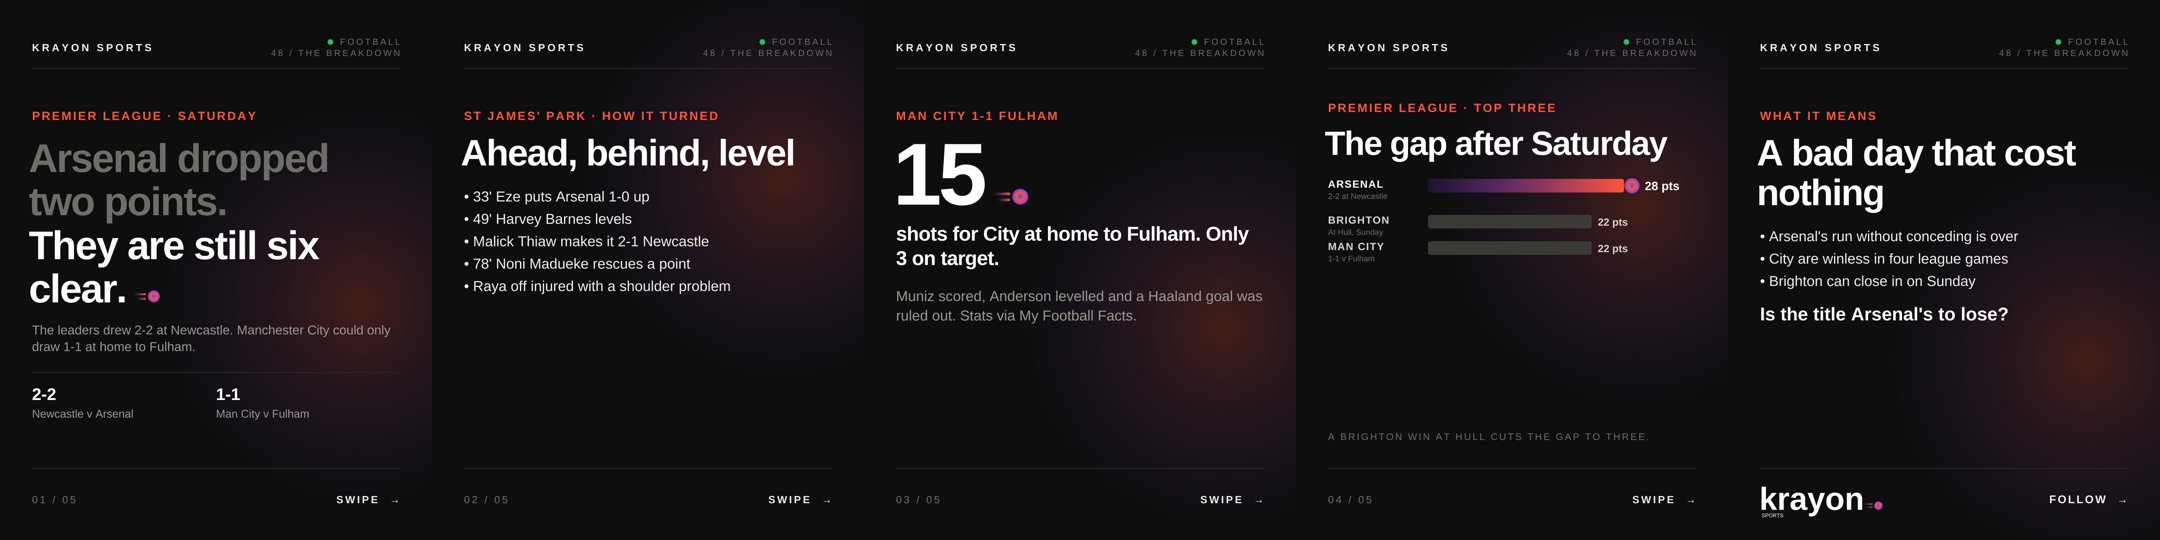 KRAYON SPORTS
FOOTBALL
48 / THE BREAKDOWN
PREMIER LEAGUE · SATURDAY
Arsenal dropped
two points.
They are still six
clear.
The leaders drew 2-2 at Newcastle. Manchester City could only
draw 1-1 at home to Fulham.
2-2
Newcastle v Arsenal
1-1
Man City v Fulham
01 / 05
SWIPE →
KRAYON SPORTS
FOOTBALL
48 / THE BREAKDOWN
ST JAMES' PARK · HOW IT TURNED
Ahead, behind, level
• 33' Eze puts Arsenal 1-0 up
• 49' Harvey Barnes levels
• Malick Thiaw makes it 2-1 Newcastle
• 78' Noni Madueke rescues a point
• Raya off injured with a shoulder problem
02 / 05
SWIPE →
KRAYON SPORTS
FOOTBALL
48 / THE BREAKDOWN
MAN CITY 1-1 FULHAM
15
shots for City at home to Fulham. Only
3 on target.
Muniz scored, Anderson levelled and a Haaland goal was
ruled out. Stats via My Football Facts.
03 / 05
SWIPE →
KRAYON SPORTS
FOOTBALL
48 / THE BREAKDOWN
PREMIER LEAGUE · TOP THREE
The gap after Saturday
ARSENAL
2-2 at Newcastle
28 pts
BRIGHTON
At Hull, Sunday
22 pts
MAN CITY
1-1 v Fulham
22 pts
A BRIGHTON WIN AT HULL CUTS THE GAP TO THREE.
04 / 05
SWIPE →
KRAYON SPORTS
FOOTBALL
48 / THE BREAKDOWN
WHAT IT MEANS
A bad day that cost
nothing
• Arsenal's run without conceding is over
• City are winless in four league games
• Brighton can close in on Sunday
Is the title Arsenal's to lose?
krayon
SPORTS
FOLLOW →